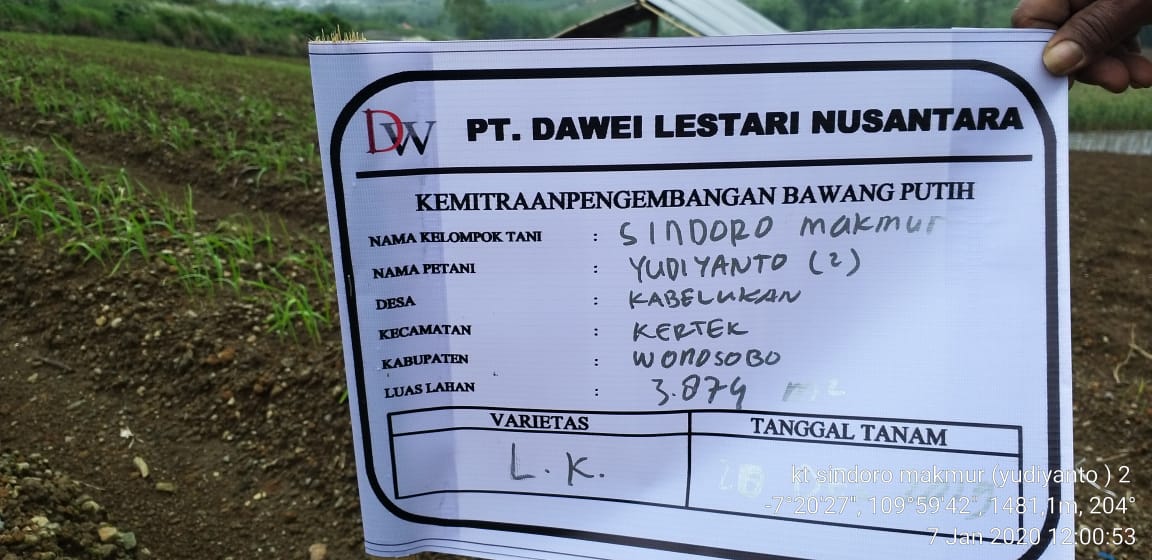 DW PT. DAWEI LESTARI NUSANTARA
KEMITRAANPENGEMBANGAN BAWANG PUTIH
NAMA KELOMPOK TANI : SINDORO makmur
NAMA PETANI : YUDIYANTO (2)
DESA : KABELUKAN
KECAMATAN : KERTEK
KABUPATEN : WONOSOBO
LUAS LAHAN : 3.874 m2
VARIETAS TANGGAL TANAM
L.K.
kt sindoro makmur (yudiyanto ) 2
-7°20'27", 109°59'42", 1481,1m, 204°
7 Jan 2020 12:00:53